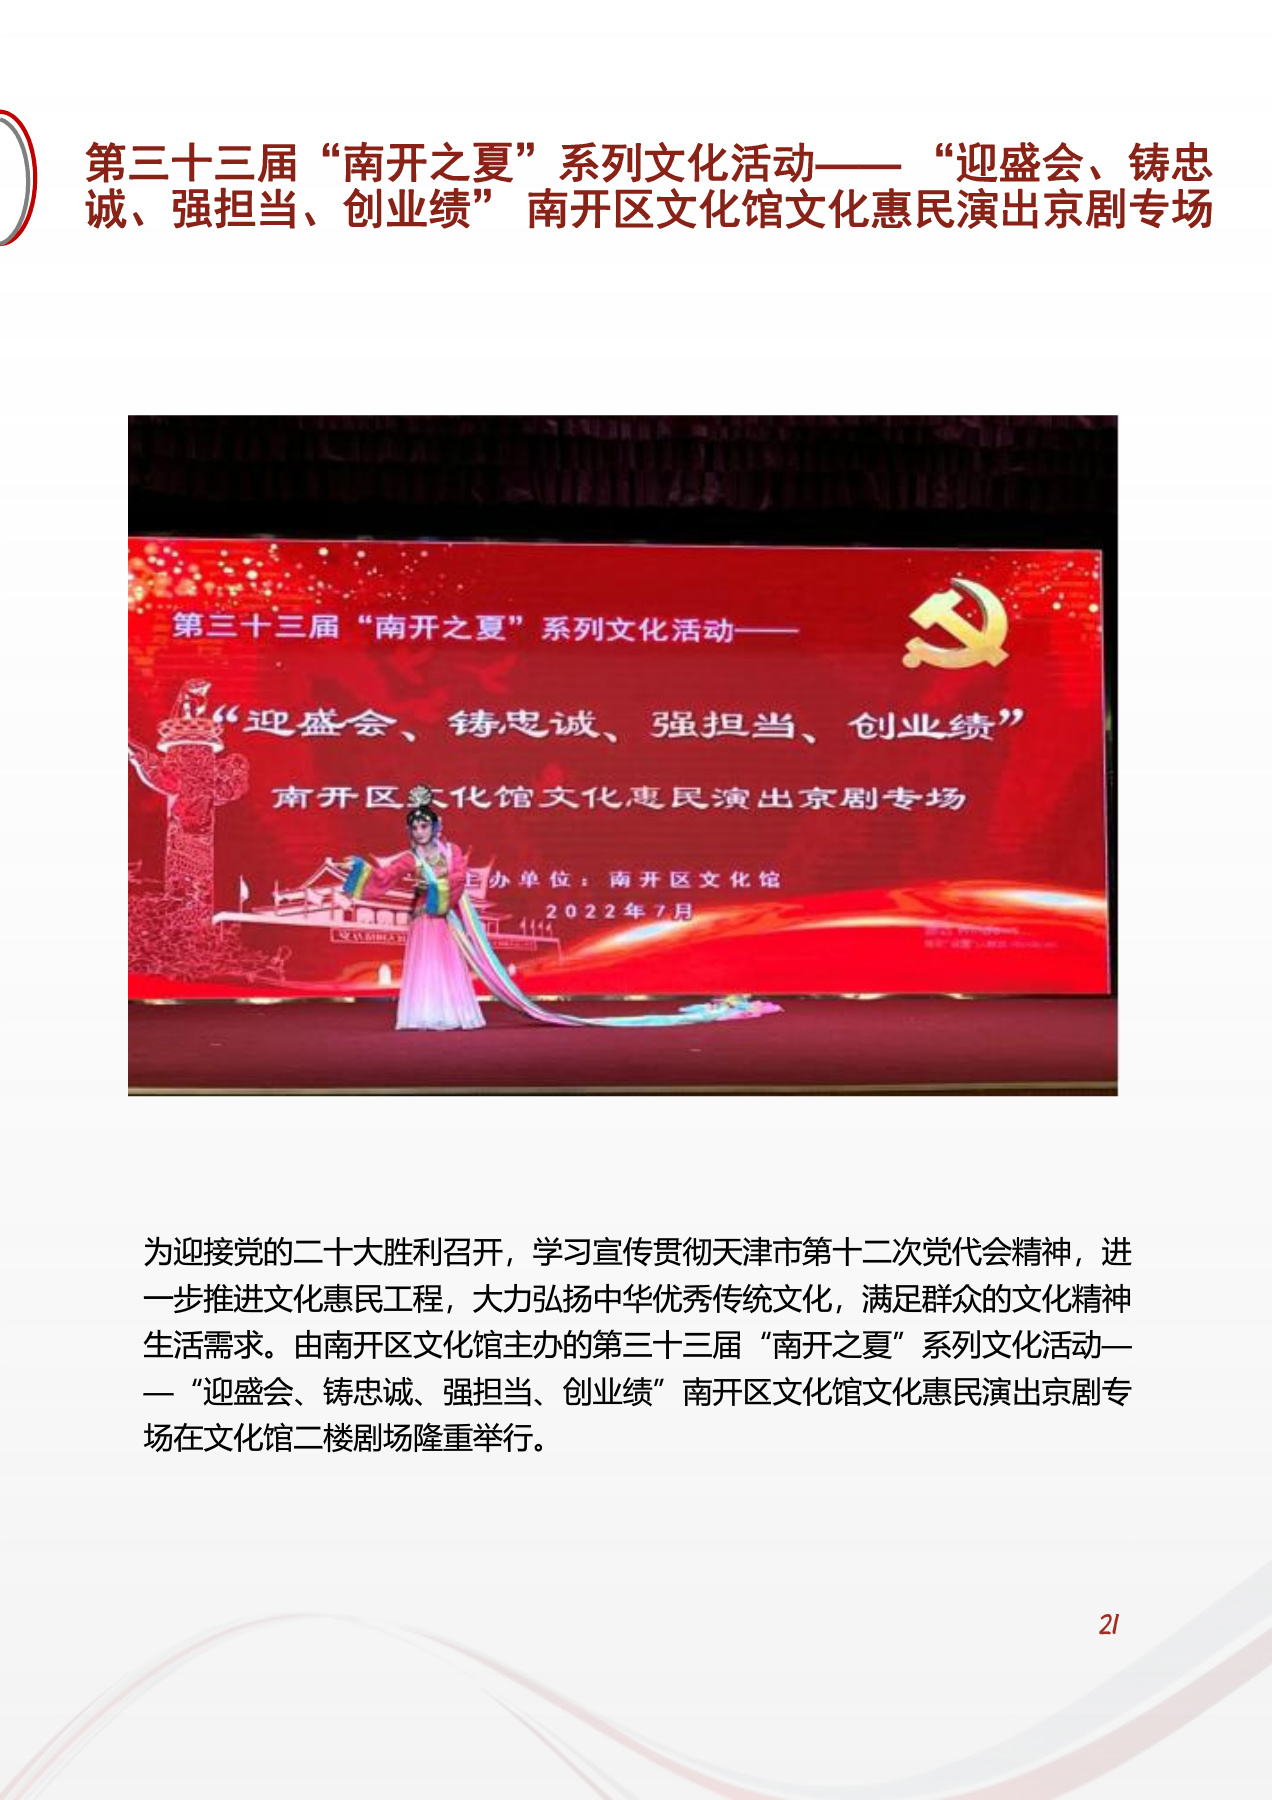 第三十三届“南开之夏”系列文化活动—— “迎盛会、铸忠
诚、强担当、创业绩” 南开区文化馆文化惠民演出京剧专场
第三十三届“南开之夏”系列文化活动——
“迎盛会、铸忠诚、强担当、创业绩”
南开区文化馆文化惠民演出京剧专场
主办单位：南开区文化馆
2022年7月
为迎接党的二十大胜利召开，学习宣传贯彻天津市第十二次党代会精神，进
一步推进文化惠民工程，大力弘扬中华优秀传统文化，满足群众的文化精神
生活需求。由南开区文化馆主办的第三十三届“南开之夏”系列文化活动—
—“迎盛会、铸忠诚、强担当、创业绩”南开区文化馆文化惠民演出京剧专
场在文化馆二楼剧场隆重举行。
21